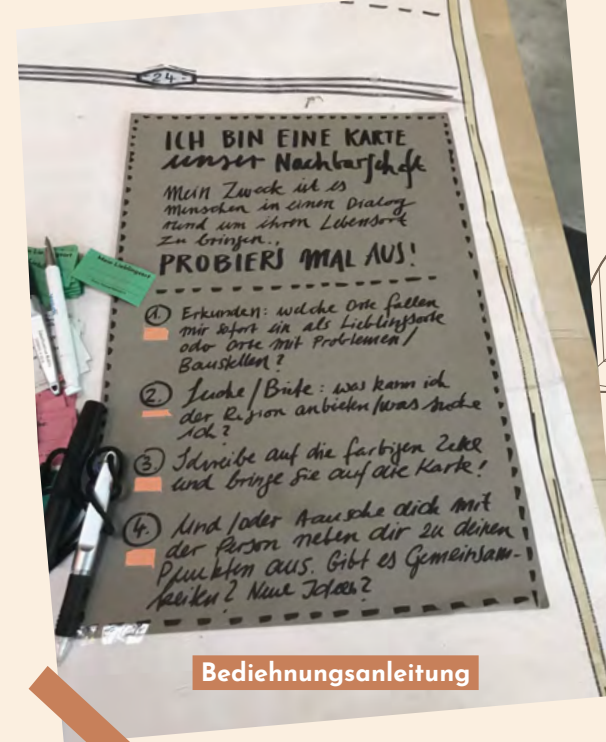 24
ICH BIN EINE KARTE
unser Nachbarschaft
Mein Zweck ist es
Menschen in einen Dialog
rund um ihren Lebensort
zu bringen..
PROBIERS MAL AUS!
Mein Lieblingsort
1. Erkunden: welche Orte fallen
mir sofort ein als Lieblingsorte
oder Orte mit Problemen/
Baustellen?
2. Suche/Biete: was kann ich
der Region anbieten/was suche
ich?
3. Schreibe auf die farbigen Zettel
und bringe sie auf die Karte!
4. Und/oder tausche dich mit
der Person neben dir zu deinen
Punkten aus. Gibt es Gemeinsam-
keiten? Neue Ideen?
Bediehnungsanleitung